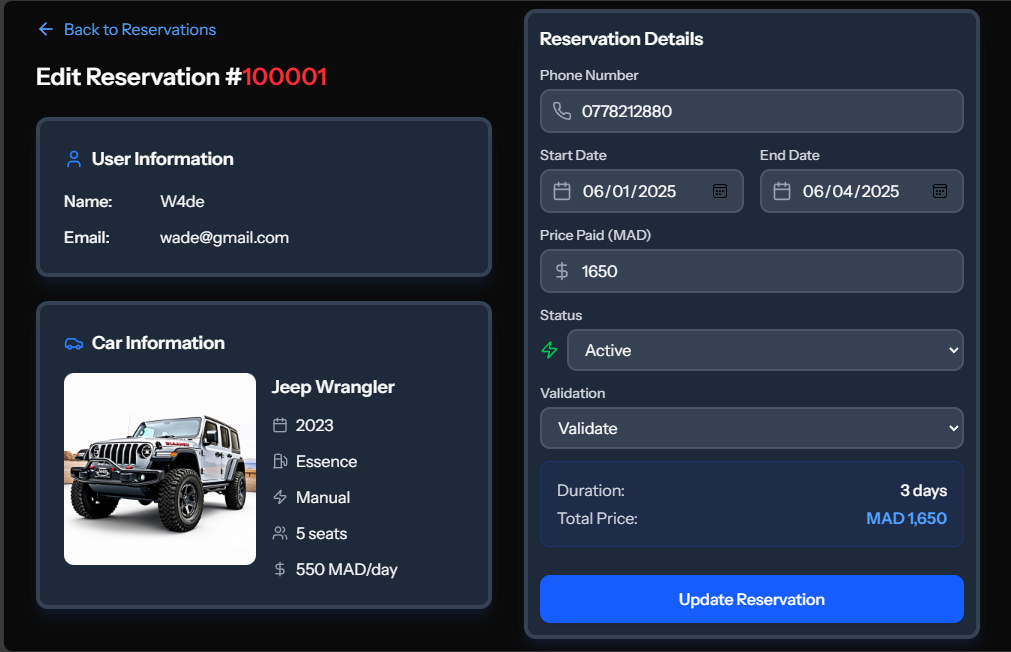 Back to Reservations
Edit Reservation #100001
User Information
Name: W4de
Email: wade@gmail.com
Car Information
Jeep Wrangler
2023
Essence
Manual
5 seats
550 MAD/day
Reservation Details
Phone Number
0778212880
Start Date End Date
06/01/2025 06/04/2025
Price Paid (MAD)
1650
Status
Active
Validation
Validate
Duration: 3 days
Total Price: MAD 1,650
Update Reservation